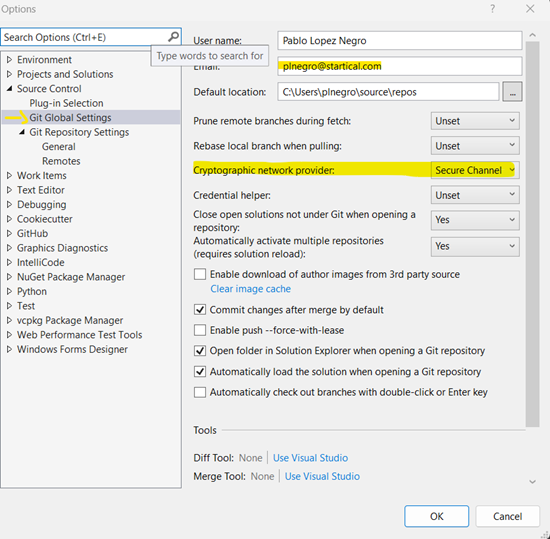 Options
Search Options (Ctrl+E)
Type words to search for
Environment
Projects and Solutions
Source Control
Plug-in Selection
Git Global Settings
Git Repository Settings
General
Remotes
Work Items
Text Editor
Debugging
Cookiecutter
GitHub
Graphics Diagnostics
IntelliCode
NuGet Package Manager
Python
Test
vcpkg Package Manager
Web Performance Test Tools
Windows Forms Designer
User name: Pablo Lopez Negro
Email: plnegro@startical.com
Default location: C:\Users\plnegro\source\repos ...
Prune remote branches during fetch: Unset
Rebase local branch when pulling: Unset
Cryptographic network provider: Secure Channel
Credential helper: Unset
Close open solutions not under Git when opening a
repository: Yes
Automatically activate multiple repositories
(requires solution reload): Yes
Enable download of author images from 3rd party source
Clear image cache
Commit changes after merge by default
Enable push --force-with-lease
Open folder in Solution Explorer when opening a Git repository
Automatically load the solution when opening a Git repository
Automatically check out branches with double-click or Enter key
Tools
Diff Tool: None | Use Visual Studio
Merge Tool: None | Use Visual Studio
OK
Cancel